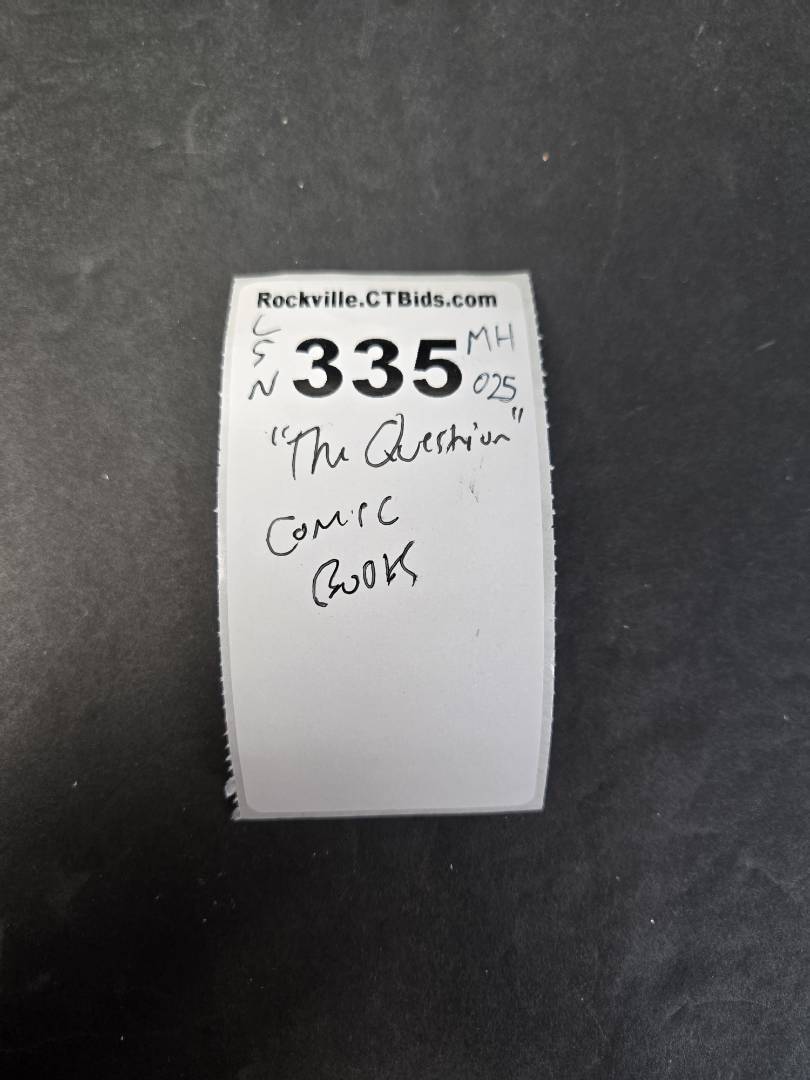 Rockville.CTBids.com
L
S
N
335
MH
025
"The Question"
COMIC
BOOK